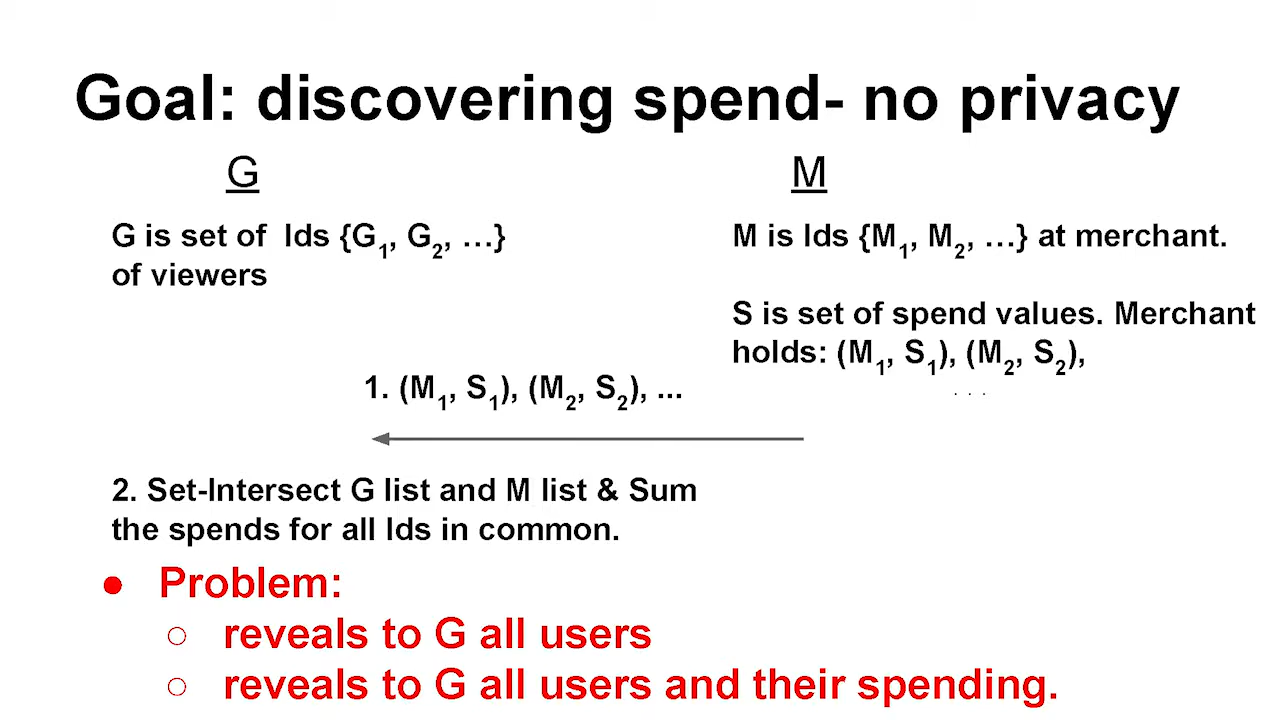 Goal: discovering spend- no privacy
G
M
G is set of Ids {G1, G2, …}
of viewers
M is Ids {M1, M2, …} at merchant.
S is set of spend values. Merchant
holds: (M1, S1), (M2, S2),
. . .
1. (M1, S1), (M2, S2), ...
2. Set-Intersect G list and M list & Sum
the spends for all Ids in common.
● Problem:
○ reveals to G all users
○ reveals to G all users and their spending.